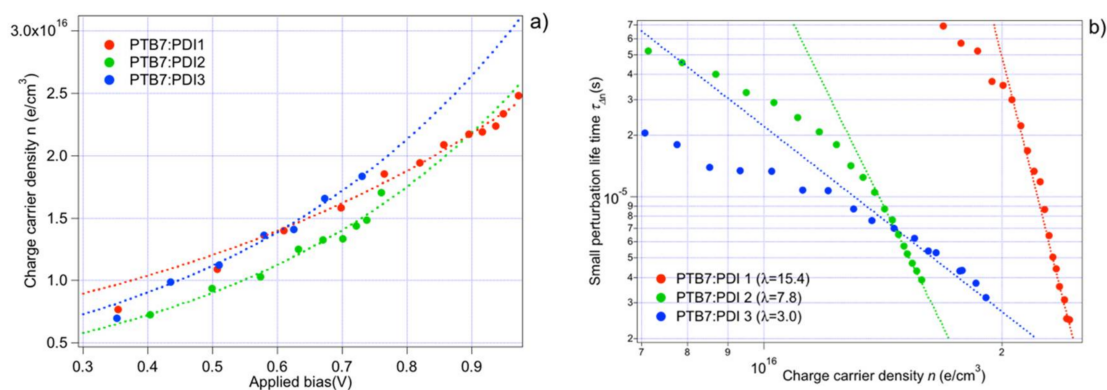 a)
3.0x10^16
2.5
2.0
1.5
1.0
0.5
Charge carrier density n (e/cm^3)
PTB7:PDI1
PTB7:PDI2
PTB7:PDI3
0.3 0.4 0.5 0.6 0.7 0.8 0.9
Applied bias(V)
b)
Small perturbation life time τ_Δn(s)
7
6
5
4
3
2
10^-5
9
8
7
6
5
4
3
2
PTB7:PDI 1 (λ=15.4)
PTB7:PDI 2 (λ=7.8)
PTB7:PDI 3 (λ=3.0)
7 8 9 10^16 2
Charge carrier density n (e/cm^3)